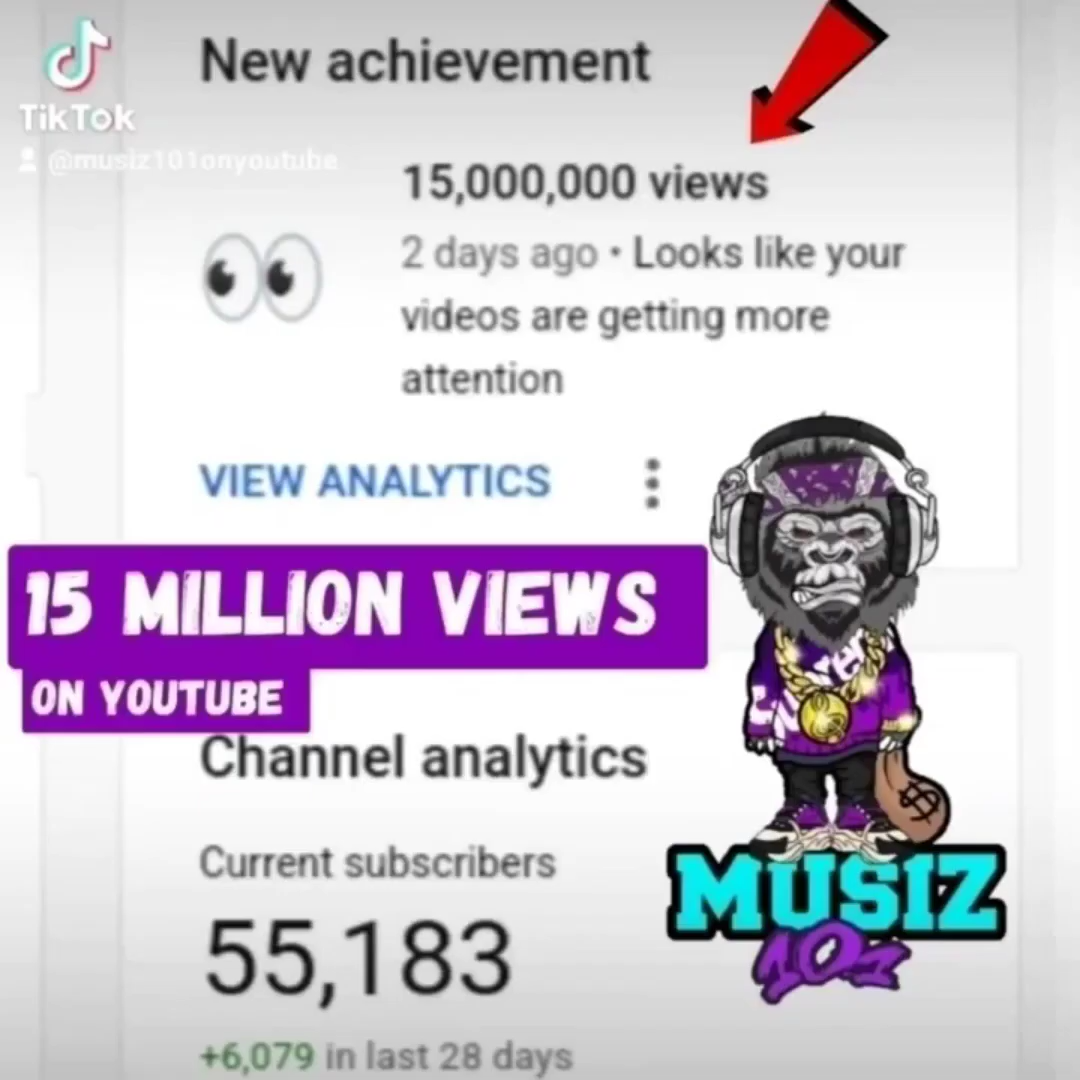 TikTok
@musiz101onyoutube
New achievement
15,000,000 views
2 days ago • Looks like your
videos are getting more
attention
VIEW ANALYTICS
15 MILLION VIEWS
ON YOUTUBE
Channel analytics
Current subscribers
55,183
+6,079 in last 28 days
$
MUSIZ
101